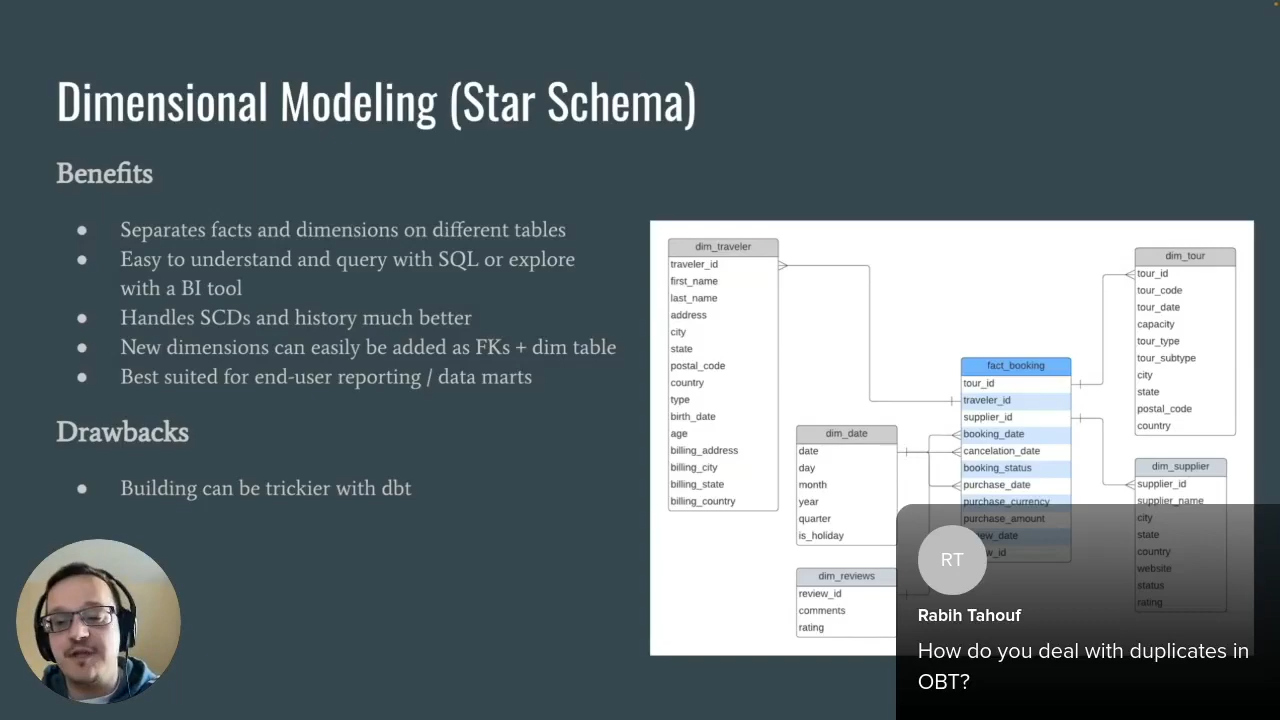 Dimensional Modeling (Star Schema)
Benefits
● Separates facts and dimensions on different tables
● Easy to understand and query with SQL or explore
with a BI tool
● Handles SCDs and history much better
● New dimensions can easily be added as FKs + dim table
● Best suited for end-user reporting / data marts
Drawbacks
● Building can be trickier with dbt
dim_traveler
traveler_id
first_name
last_name
address
city
state
postal_code
country
type
birth_date
age
billing_address
billing_city
billing_state
billing_country
dim_date
date
day
month
year
quarter
is_holiday
dim_reviews
review_id
comments
rating
fact_booking
tour_id
traveler_id
supplier_id
booking_date
cancelation_date
booking_status
purchase_date
purchase_currency
purchase_amount
dim_tour
tour_id
tour_code
tour_date
capacity
tour_type
tour_subtype
city
state
postal_code
country
dim_supplier
supplier_id
supplier_name
city
state
country
website
status
rating
RT
Rabih Tahouf
How do you deal with duplicates in
OBT?